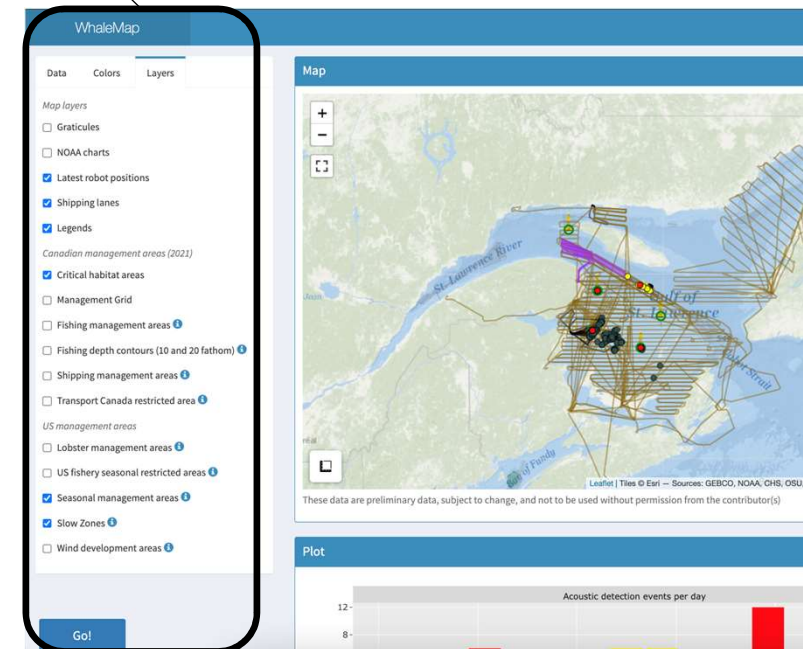 WhaleMap
Data Colors Layers
Map layers
Graticules
NOAA charts
Latest robot positions
Shipping lanes
Legends
Canadian management areas (2021)
Critical habitat areas
Management Grid
Fishing management areas
Fishing depth contours (10 and 20 fathom)
Shipping management areas
Transport Canada restricted area
US management areas
Lobster management areas
US fishery seasonal restricted areas
Seasonal management areas
Slow Zones
Wind development areas
Go!
Map
+
−
St. Lawrence River
Gulf of
St. Lawrence
Cabot Strait
Bay of Fundy
Leaflet | Tiles © Esri — Sources: GEBCO, NOAA, CHS, OSU,
These data are preliminary data, subject to change, and not to be used without permission from the contributor(s)
Plot
Acoustic detection events per day
12
8